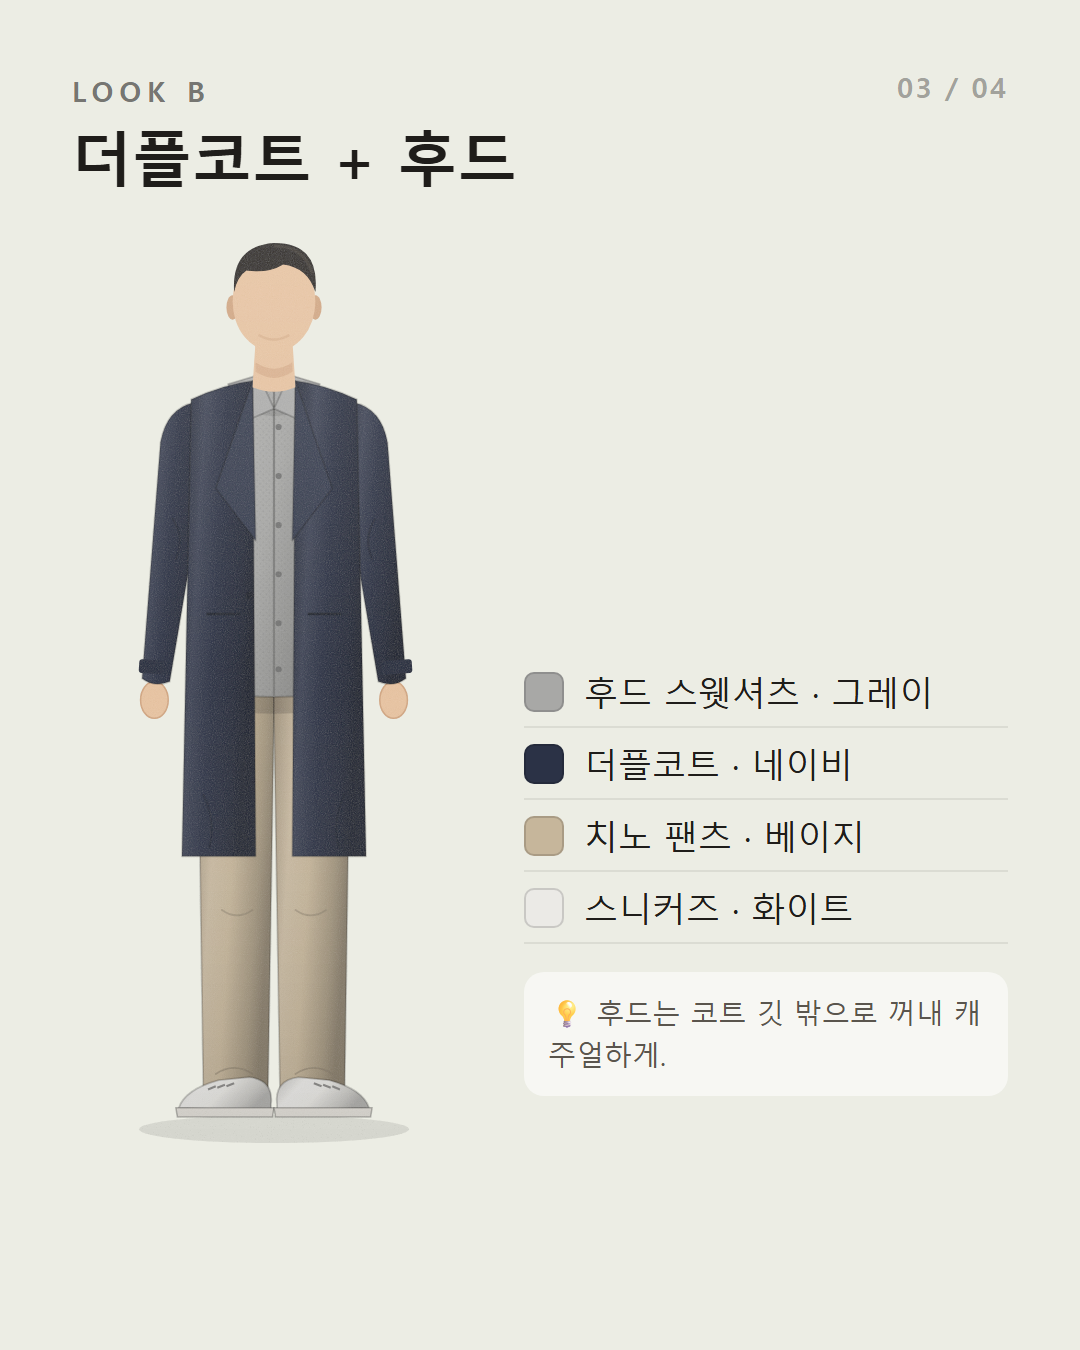 LOOK B
03 / 04
더플코트 + 후드
후드 스웻셔츠 · 그레이
더플코트 · 네이비
치노 팬츠 · 베이지
스니커즈 · 화이트
💡 후드는 코트 깃 밖으로 꺼내 캐
주얼하게.